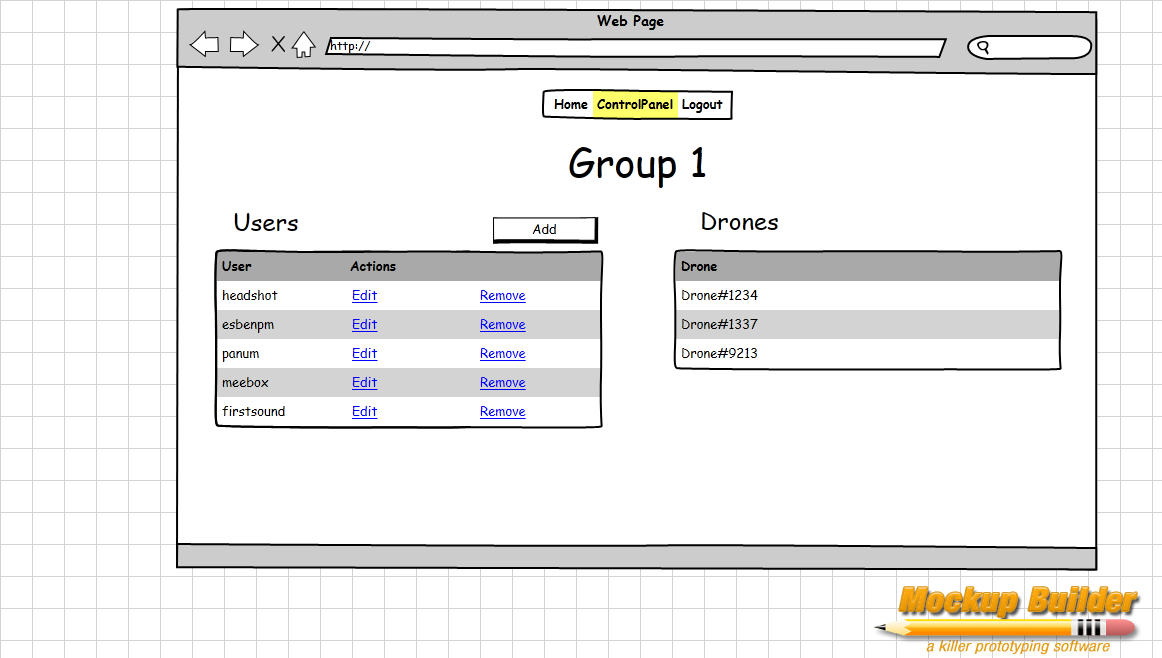 Web Page
http://
Home ControlPanel Logout
Group 1
Users
Add
User Actions
headshot Edit Remove
esbenpm Edit Remove
panum Edit Remove
meebox Edit Remove
firstsound Edit Remove
Drones
Drone
Drone#1234
Drone#1337
Drone#9213
Mockup Builder
a killer prototyping software